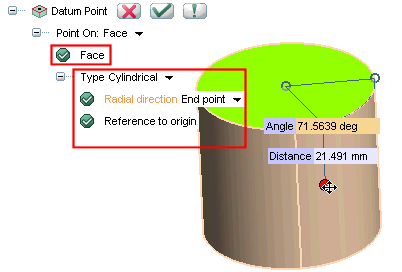 Datum Point
Point On: Face
Face
Type Cylindrical
Radial direction End point
Reference to origin
Angle 71.5639 deg
Distance 21.491 mm